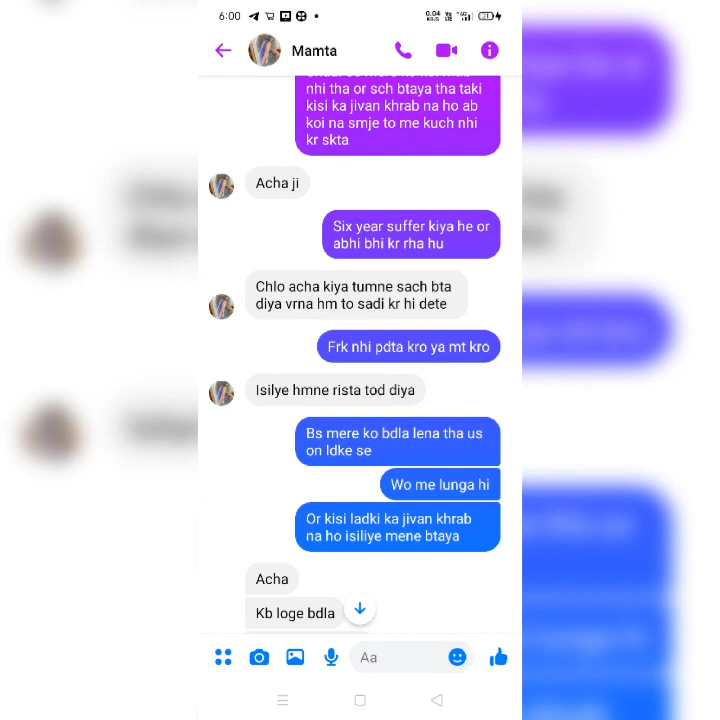 6:00
0.04
KB/S
4G
21
Mamta
nhi tha or sch btaya tha taki
kisi ka jivan khrab na ho ab
koi na smje to me kuch nhi
kr skta
Acha ji
Six year suffer kiya he or
abhi bhi kr rha hu
Chlo acha kiya tumne sach bta
diya vrna hm to sadi kr hi dete
Frk nhi pdta kro ya mt kro
Isilye hmne rista tod diya
Bs mere ko bdla lena tha us
on ldke se
Wo me lunga hi
Or kisi ladki ka jivan khrab
na ho isiliye mene btaya
Acha
Kb loge bdla
Aa